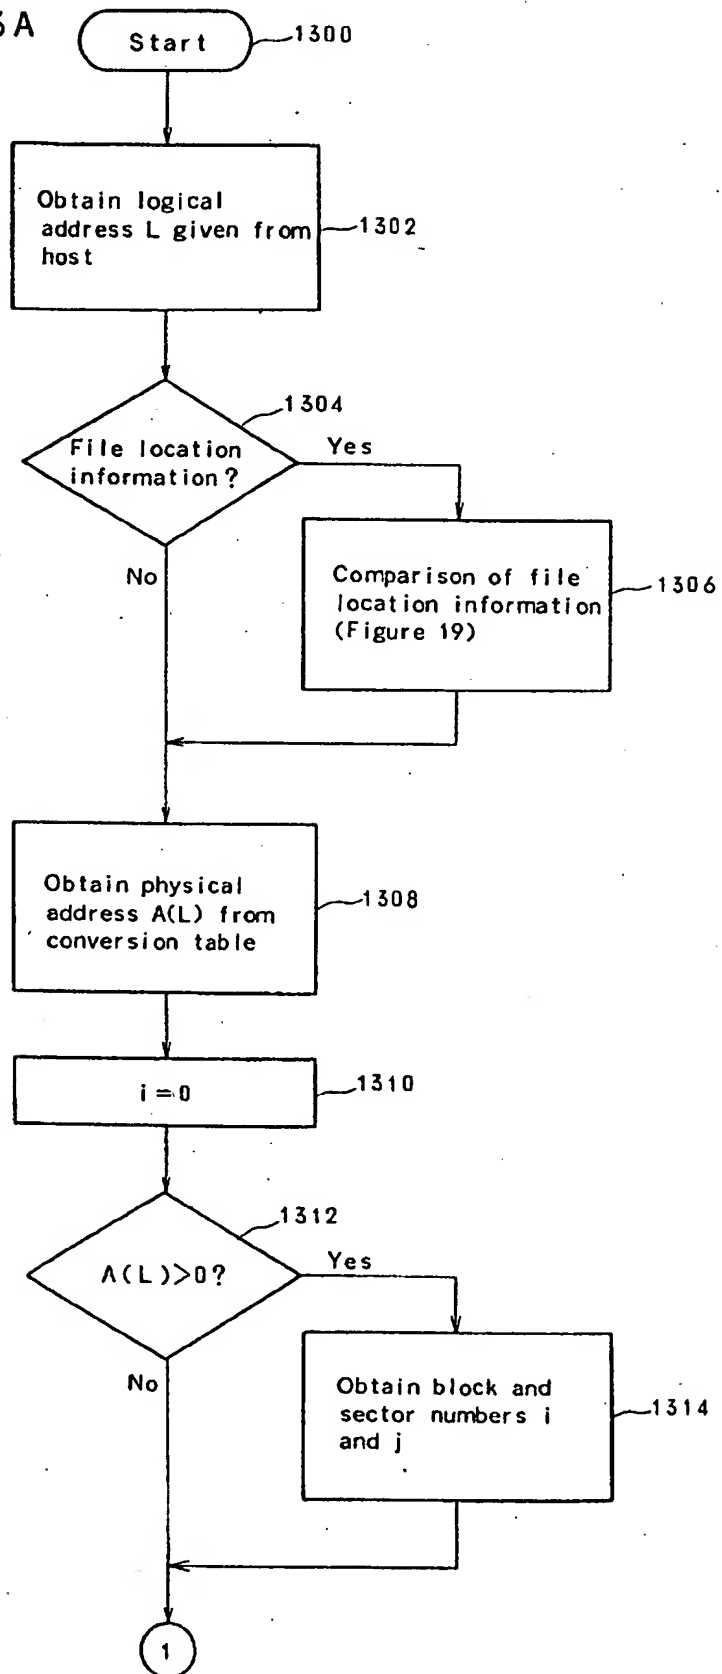 3A
Start
1300
Obtain logical
address L given from
host
1302
1304
File location
information?
Yes
No
Comparison of file
location information
(Figure 19)
1306
Obtain physical
address A(L) from
conversion table
1308
i=0
1310
1312
A(L)>0?
Yes
No
Obtain block and
sector numbers i
and j
1314
1